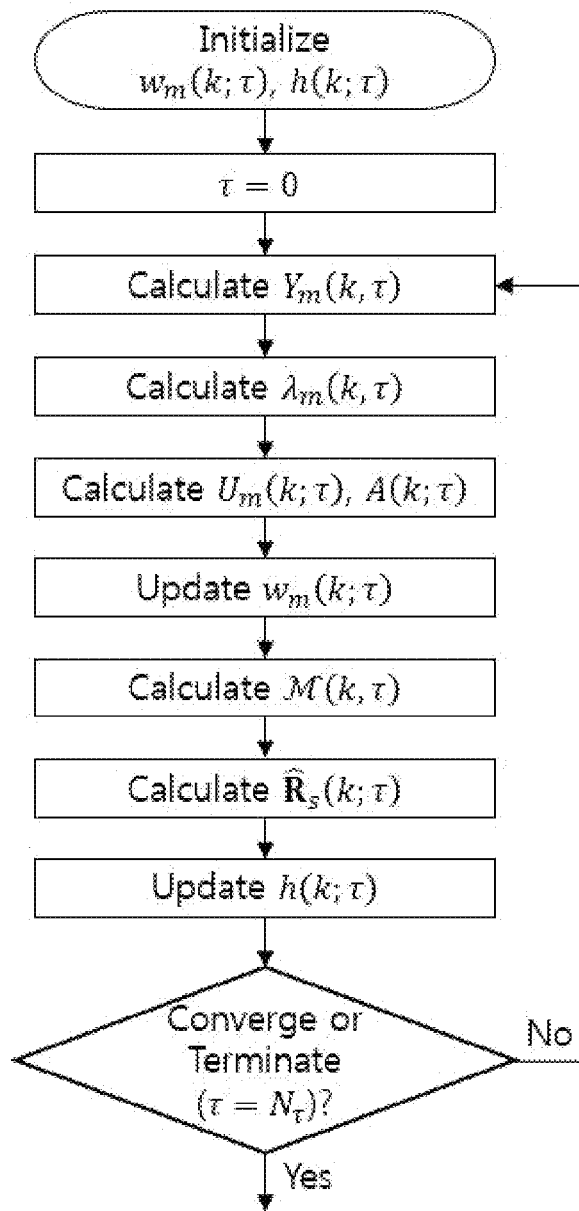 Initialize
w_m(k; τ), h(k; τ)
τ = 0
Calculate Y_m(k, τ)
Calculate λ_m(k, τ)
Calculate U_m(k; τ), A(k; τ)
Update w_m(k; τ)
Calculate ℳ(k, τ)
Calculate R̂_s(k; τ)
Update h(k; τ)
Converge or
Terminate
(τ = N_τ)?
No
Yes